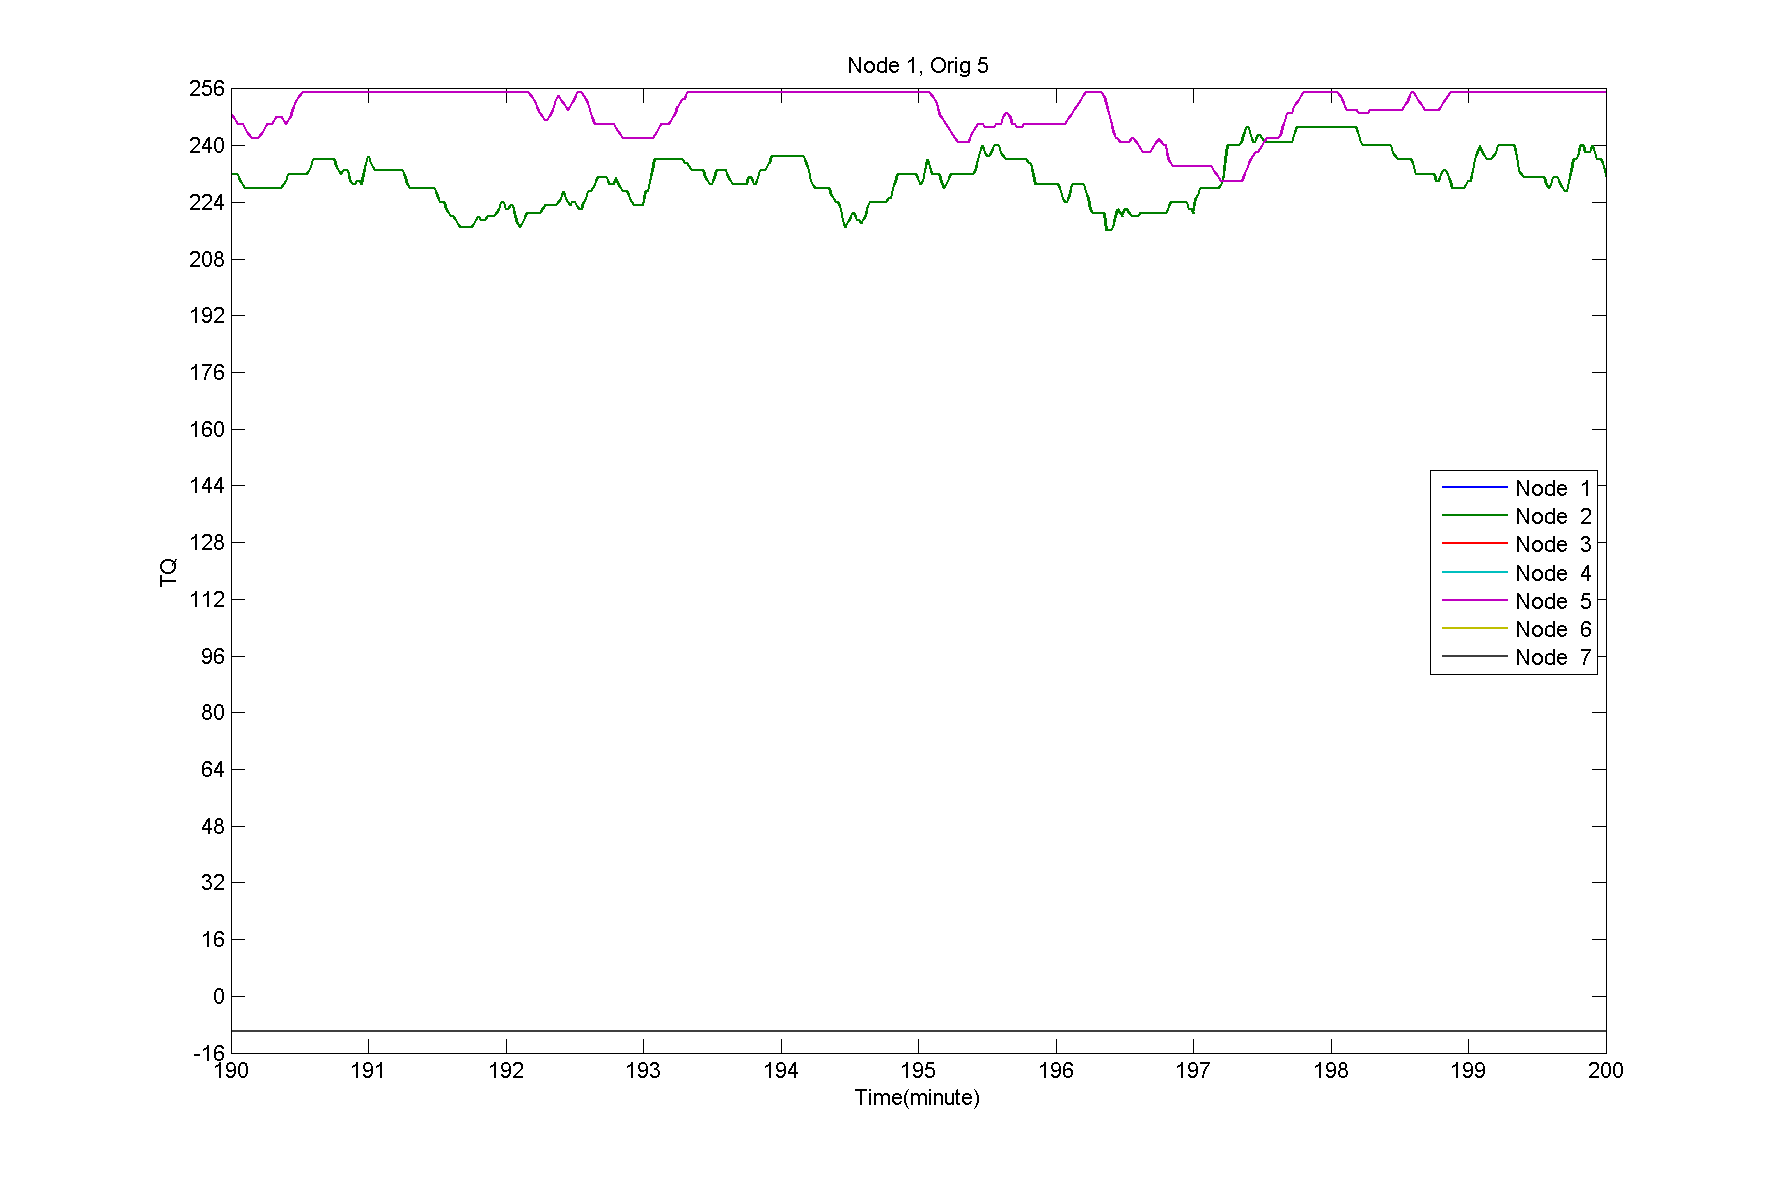 Node 1, Orig 5
256
240
224
208
192
176
160
144
128
112
96
80
64
48
32
16
0
-16
TQ
Node 1
Node 2
Node 3
Node 4
Node 5
Node 6
Node 7
190 191 192 193 194 195 196 197 198 199 200
Time(minute)